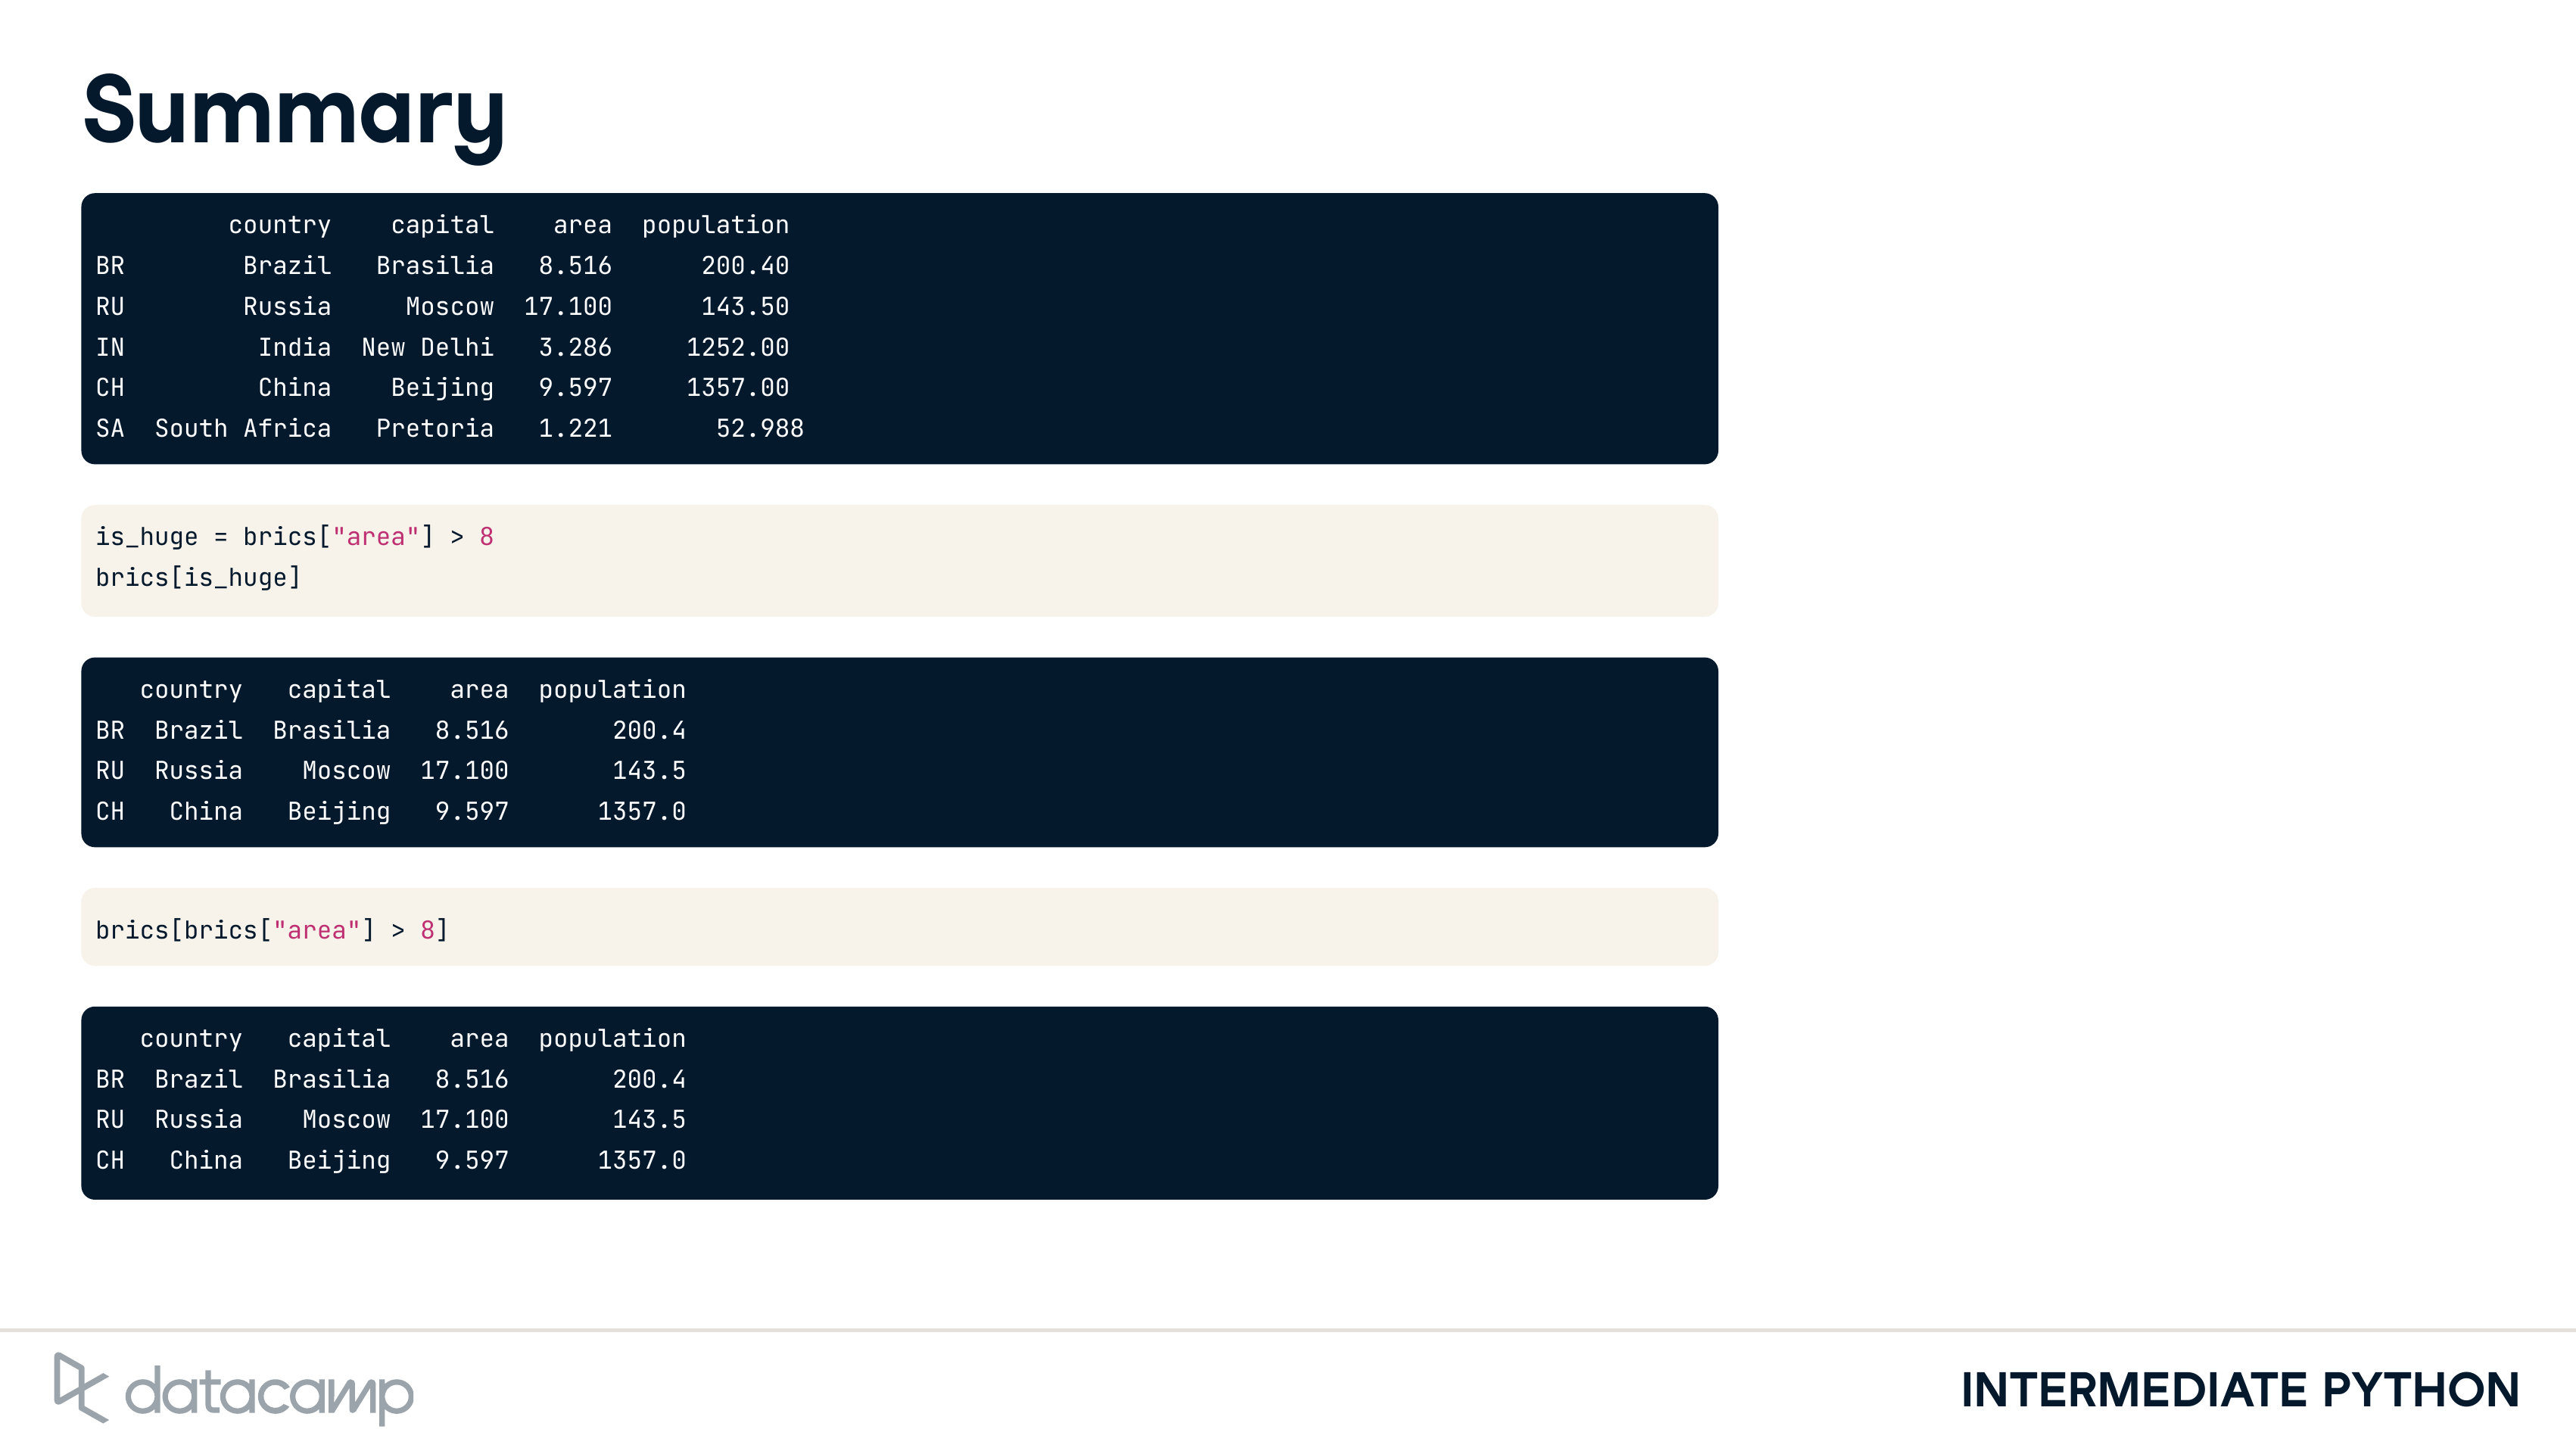 Summary
country capital area population
BR Brazil Brasilia 8.516 200.40
RU Russia Moscow 17.100 143.50
IN India New Delhi 3.286 1252.00
CH China Beijing 9.597 1357.00
SA South Africa Pretoria 1.221 52.988
is_huge = brics["area"] > 8
brics[is_huge]
country capital area population
BR Brazil Brasilia 8.516 200.4
RU Russia Moscow 17.100 143.5
CH China Beijing 9.597 1357.0
brics[brics["area"] > 8]
country capital area population
BR Brazil Brasilia 8.516 200.4
RU Russia Moscow 17.100 143.5
CH China Beijing 9.597 1357.0
datacamp
INTERMEDIATE PYTHON